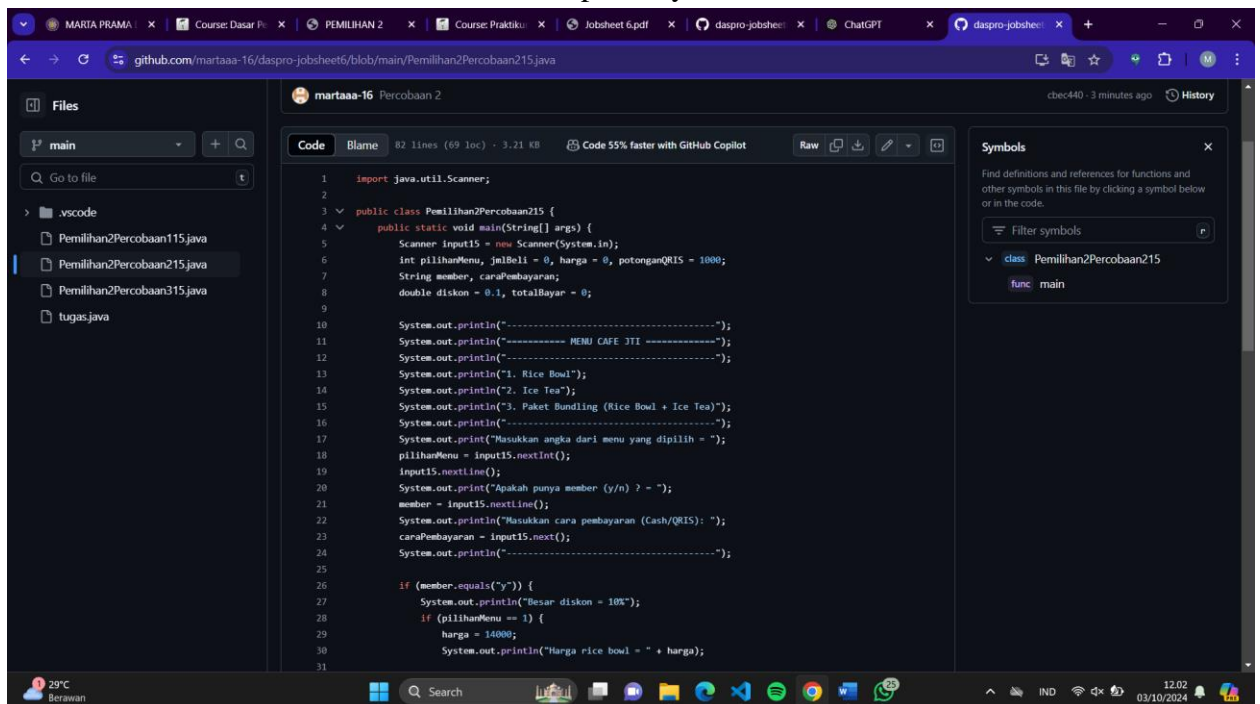 MARTA PRAMA
Course: Dasar Pe
PEMILIHAN 2
Course: Praktiku
Jobsheet 6.pdf
daspro-jobsheet
ChatGPT
daspro-jobsheet
github.com/martaaa-16/daspro-jobsheet6/blob/main/Pemilihan2Percobaan215.java
M
Files
main
Go to file
t
.vscode
Pemilihan2Percobaan115.java
Pemilihan2Percobaan215.java
Pemilihan2Percobaan315.java
tugas.java
martaaa-16 Percobaan 2
cbec440 · 3 minutes ago
History
Code Blame 82 lines (69 loc) · 3.21 KB Code 55% faster with GitHub Copilot Raw
1 import java.util.Scanner;
2
3 public class Pemilihan2Percobaan215 {
4 public static void main(String[] args) {
5 Scanner input15 = new Scanner(System.in);
6 int pilihanMenu, jmlBeli = 0, harga = 0, potonganQRIS = 1000;
7 String member, caraPembayaran;
8 double diskon = 0.1, totalBayar = 0;
9
10 System.out.println("---------------------------------------");
11 System.out.println("=========== MENU CAFE JTI =============");
12 System.out.println("---------------------------------------");
13 System.out.println("1. Rice Bowl");
14 System.out.println("2. Ice Tea");
15 System.out.println("3. Paket Bundling (Rice Bowl + Ice Tea)");
16 System.out.println("---------------------------------------");
17 System.out.print("Masukkan angka dari menu yang dipilih = ");
18 pilihanMenu = input15.nextInt();
19 input15.nextLine();
20 System.out.print("Apakah punya member (y/n) ? = ");
21 member = input15.nextLine();
22 System.out.println("Masukkan cara pembayaran (Cash/QRIS): ");
23 caraPembayaran = input15.next();
24 System.out.println("---------------------------------------");
25
26 if (member.equals("y")) {
27 System.out.println("Besar diskon = 10%");
28 if (pilihanMenu == 1) {
29 harga = 14000;
30 System.out.println("Harga rice bowl = " + harga);
31
Symbols
Find definitions and references for functions and
other symbols in this file by clicking a symbol below
or in the code.
Filter symbols
r
class Pemilihan2Percobaan215
func main
1
29°C
Berawan
Search
25
IND
12.02
03/10/2024